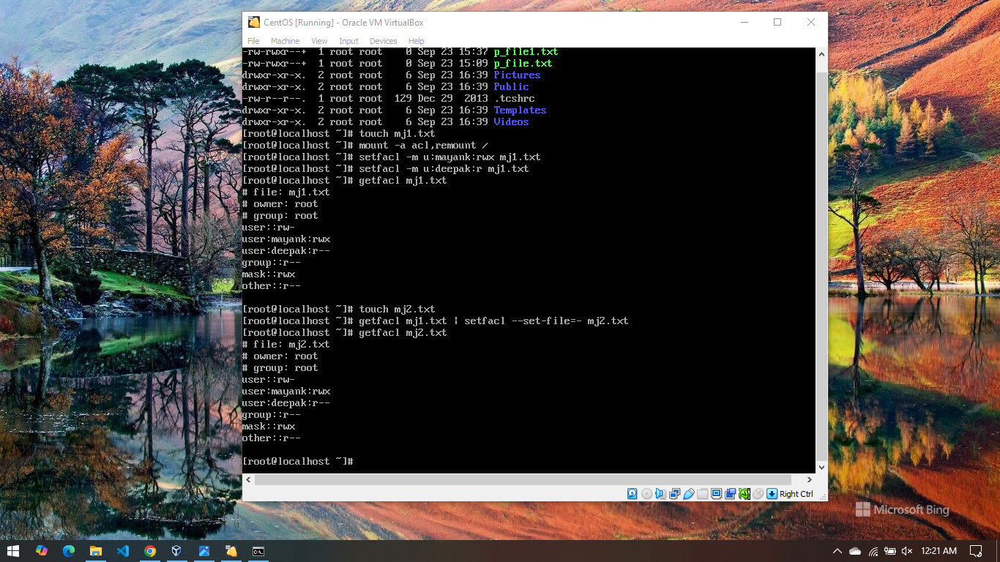 CentOS [Running] - Oracle VM VirtualBox
File Machine View Input Devices Help
-rw-rwxr--+ 1 root root 0 Sep 23 15:37 p_file1.txt
-rw-rwxr--+ 1 root root 0 Sep 23 15:09 p_file.txt
drwxr-xr-x. 2 root root 6 Sep 23 16:39 Pictures
drwxr-xr-x. 2 root root 6 Sep 23 16:39 Public
-rw-r--r--. 1 root root 129 Dec 29 2013 .tcshrc
drwxr-xr-x. 2 root root 6 Sep 23 16:39 Templates
drwxr-xr-x. 2 root root 6 Sep 23 16:39 Videos
[root@localhost ~]# touch mj1.txt
[root@localhost ~]# mount -a acl,remount /
[root@localhost ~]# setfacl -m u:mayank:rwx mj1.txt
[root@localhost ~]# setfacl -m u:deepak:r mj1.txt
[root@localhost ~]# getfacl mj1.txt
# file: mj1.txt
# owner: root
# group: root
user::rw-
user:mayank:rwx
user:deepak:r--
group::r--
mask::rwx
other::r--
[root@localhost ~]# touch mj2.txt
[root@localhost ~]# getfacl mj1.txt | setfacl --set-file=- mj2.txt
[root@localhost ~]# getfacl mj2.txt
# file: mj2.txt
# owner: root
# group: root
user::rw-
user:mayank:rwx
user:deepak:r--
group::r--
mask::rwx
other::r--
[root@localhost ~]#
Right Ctrl
Microsoft Bing
12:21 AM